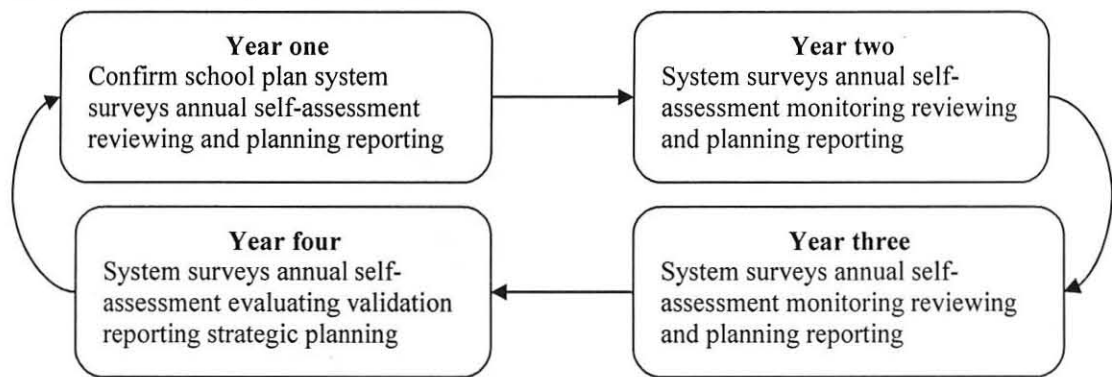 Year one
Confirm school plan system
surveys annual self-assessment
reviewing and planning reporting
Year two
System surveys annual self-
assessment monitoring reviewing
and planning reporting
Year three
System surveys annual self-
assessment monitoring reviewing
and planning reporting
Year four
System surveys annual self-
assessment evaluating validation
reporting strategic planning